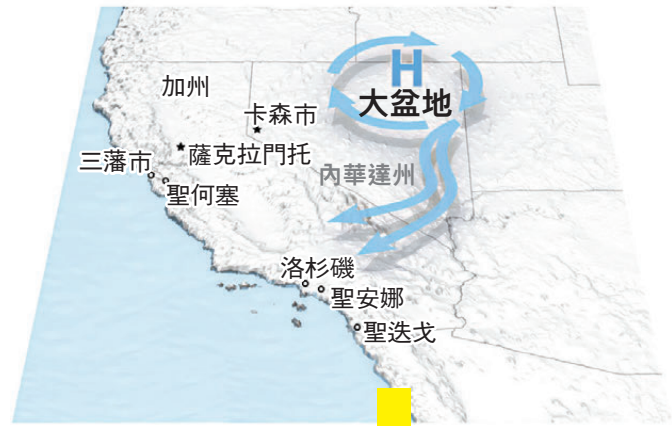 H
大盆地
加州
卡森市
薩克拉門托
三藩市
聖何塞
內華達州
洛杉磯
聖安娜
聖迭戈